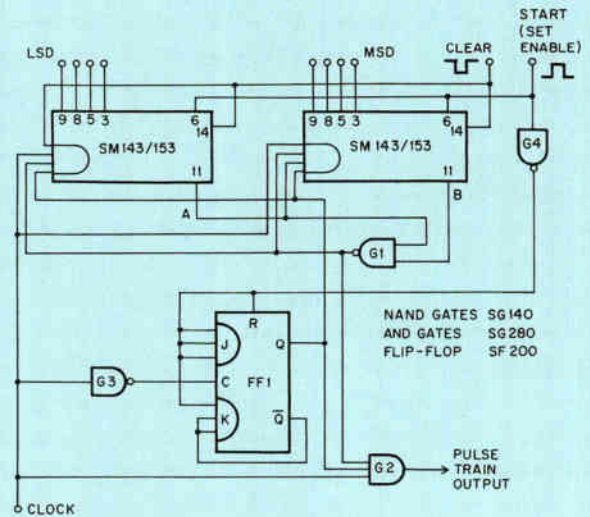 START
(SET
ENABLE)
CLEAR
LSD
MSD
9 8 5 3
6
14
SM143/153
11
9 8 5 3
6
14
SM143/153
11
G4
A
B
G1
NAND GATES SG140
AND GATES SG280
FLIP-FLOP SF200
R
J
Q
G3
C
FF1
K
Q̅
G2
PULSE
TRAIN
OUTPUT
CLOCK